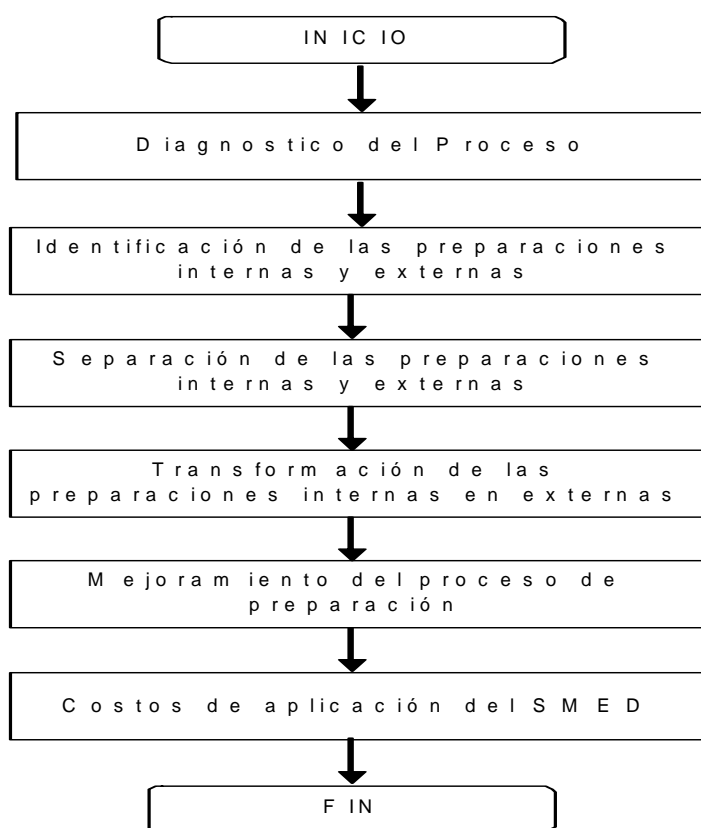 INICIO
Diagnostico del Proceso
Identificación de las preparaciones
internas y externas
Separación de las preparaciones
internas y externas
Transformación de las
preparaciones internas en externas
Mejoramiento del proceso de
preparación
Costos de aplicación del SMED
FIN